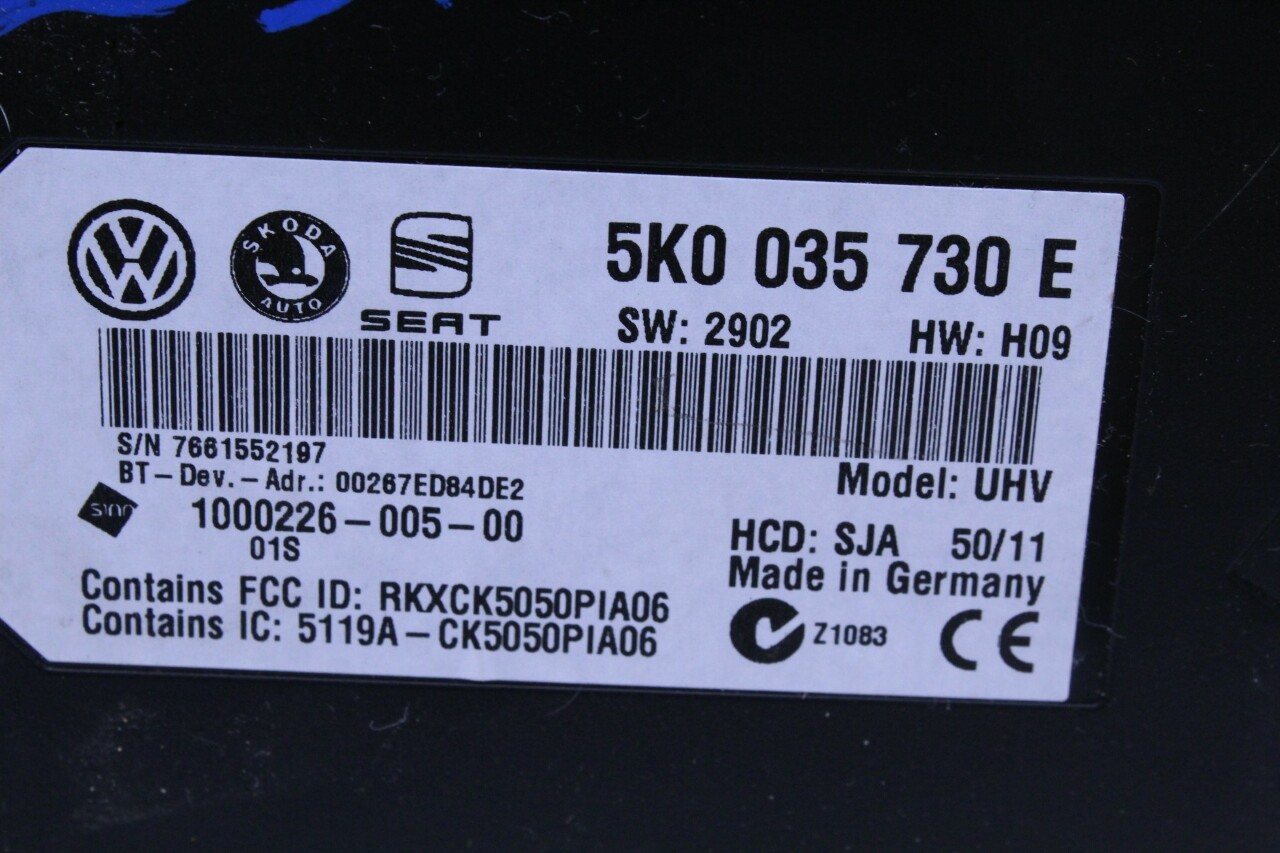 5K0 035 730 E
SKODA
AUTO
SEAT
SW: 2902 HW: H09
S/N 7661552197
BT-Dev.-Adr.: 00267ED84DE2
Model: UHV
1000226-005-00
01S
HCD: SJA 50/11
Made in Germany
Contains FCC ID: RKXCK5050PIA06
Contains IC: 5119A-CK5050PIA06
Z1083
CE